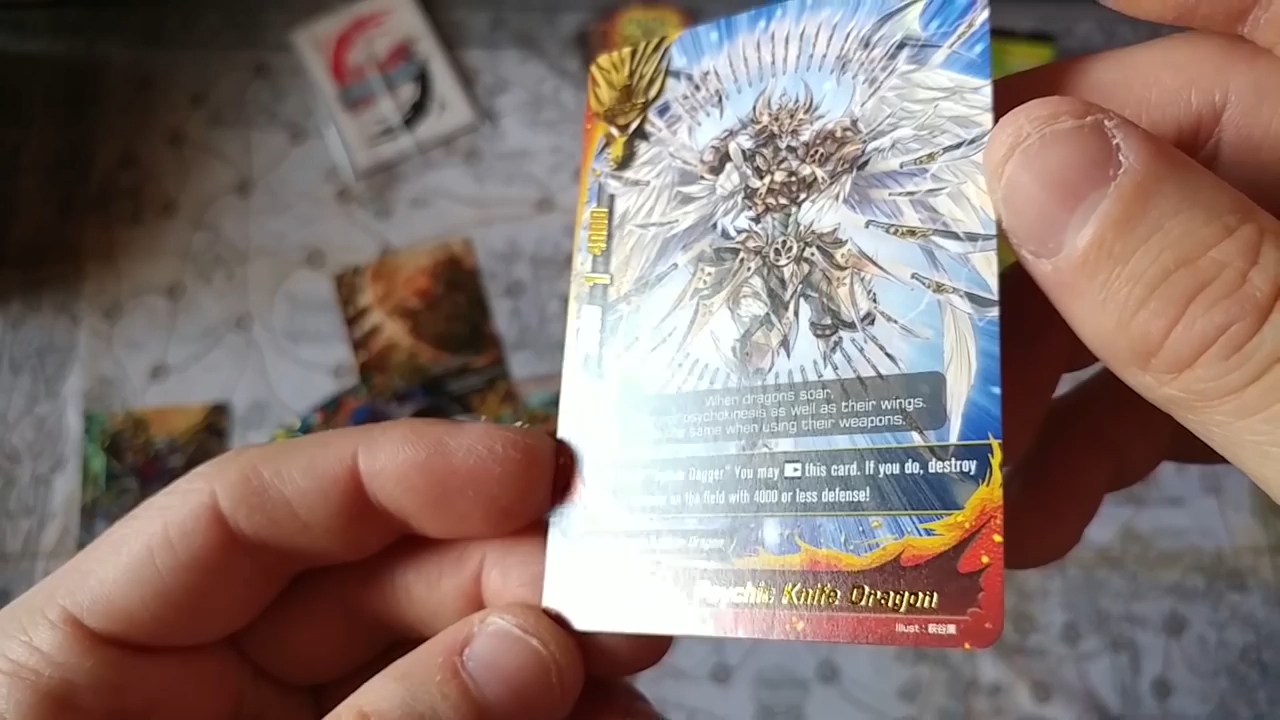 4000
1
When dragons soar,
psychokinesis as well as their wings.
the same when using their weapons.
Dagger" You may this card. If you do, destroy
on the field with 4000 or less defense!
Dragon
Psychic Knife Dragon
Illust : 萩谷薫